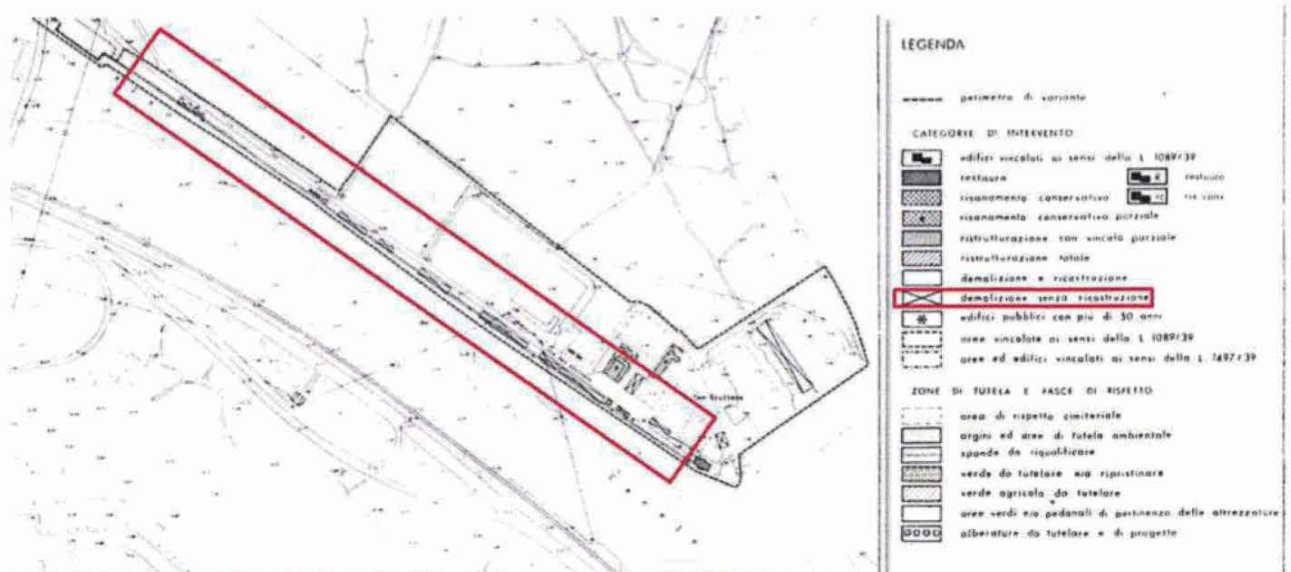 LEGENDA
perimetro di variante
CATEGORIE DI INTERVENTO
edifici vincolati ai sensi della L 1089/39
restauro
restauro
risanamento conservativo
ris cons
risanamento conservativo parziale
ristrutturazione con vincolo parziale
ristrutturazione totale
demolizione e ricostruzione
demolizione senza ricostruzione
edifici pubblici con più di 50 anni
aree vincolate ai sensi della L 1089/39
aree ed edifici vincolati ai sensi della L. 1497/39
ZONE DI TUTELA E FASCE DI RISPETTO
area di rispetto cimiteriale
argini ed aree di tutela ambientale
sponde da riqualificare
verde da tutelare e/o ripristinare
verde agricolo da tutelare
aree verdi e/o pedonali di pertinenza delle attrezzature
alberature da tutelare e di progetto